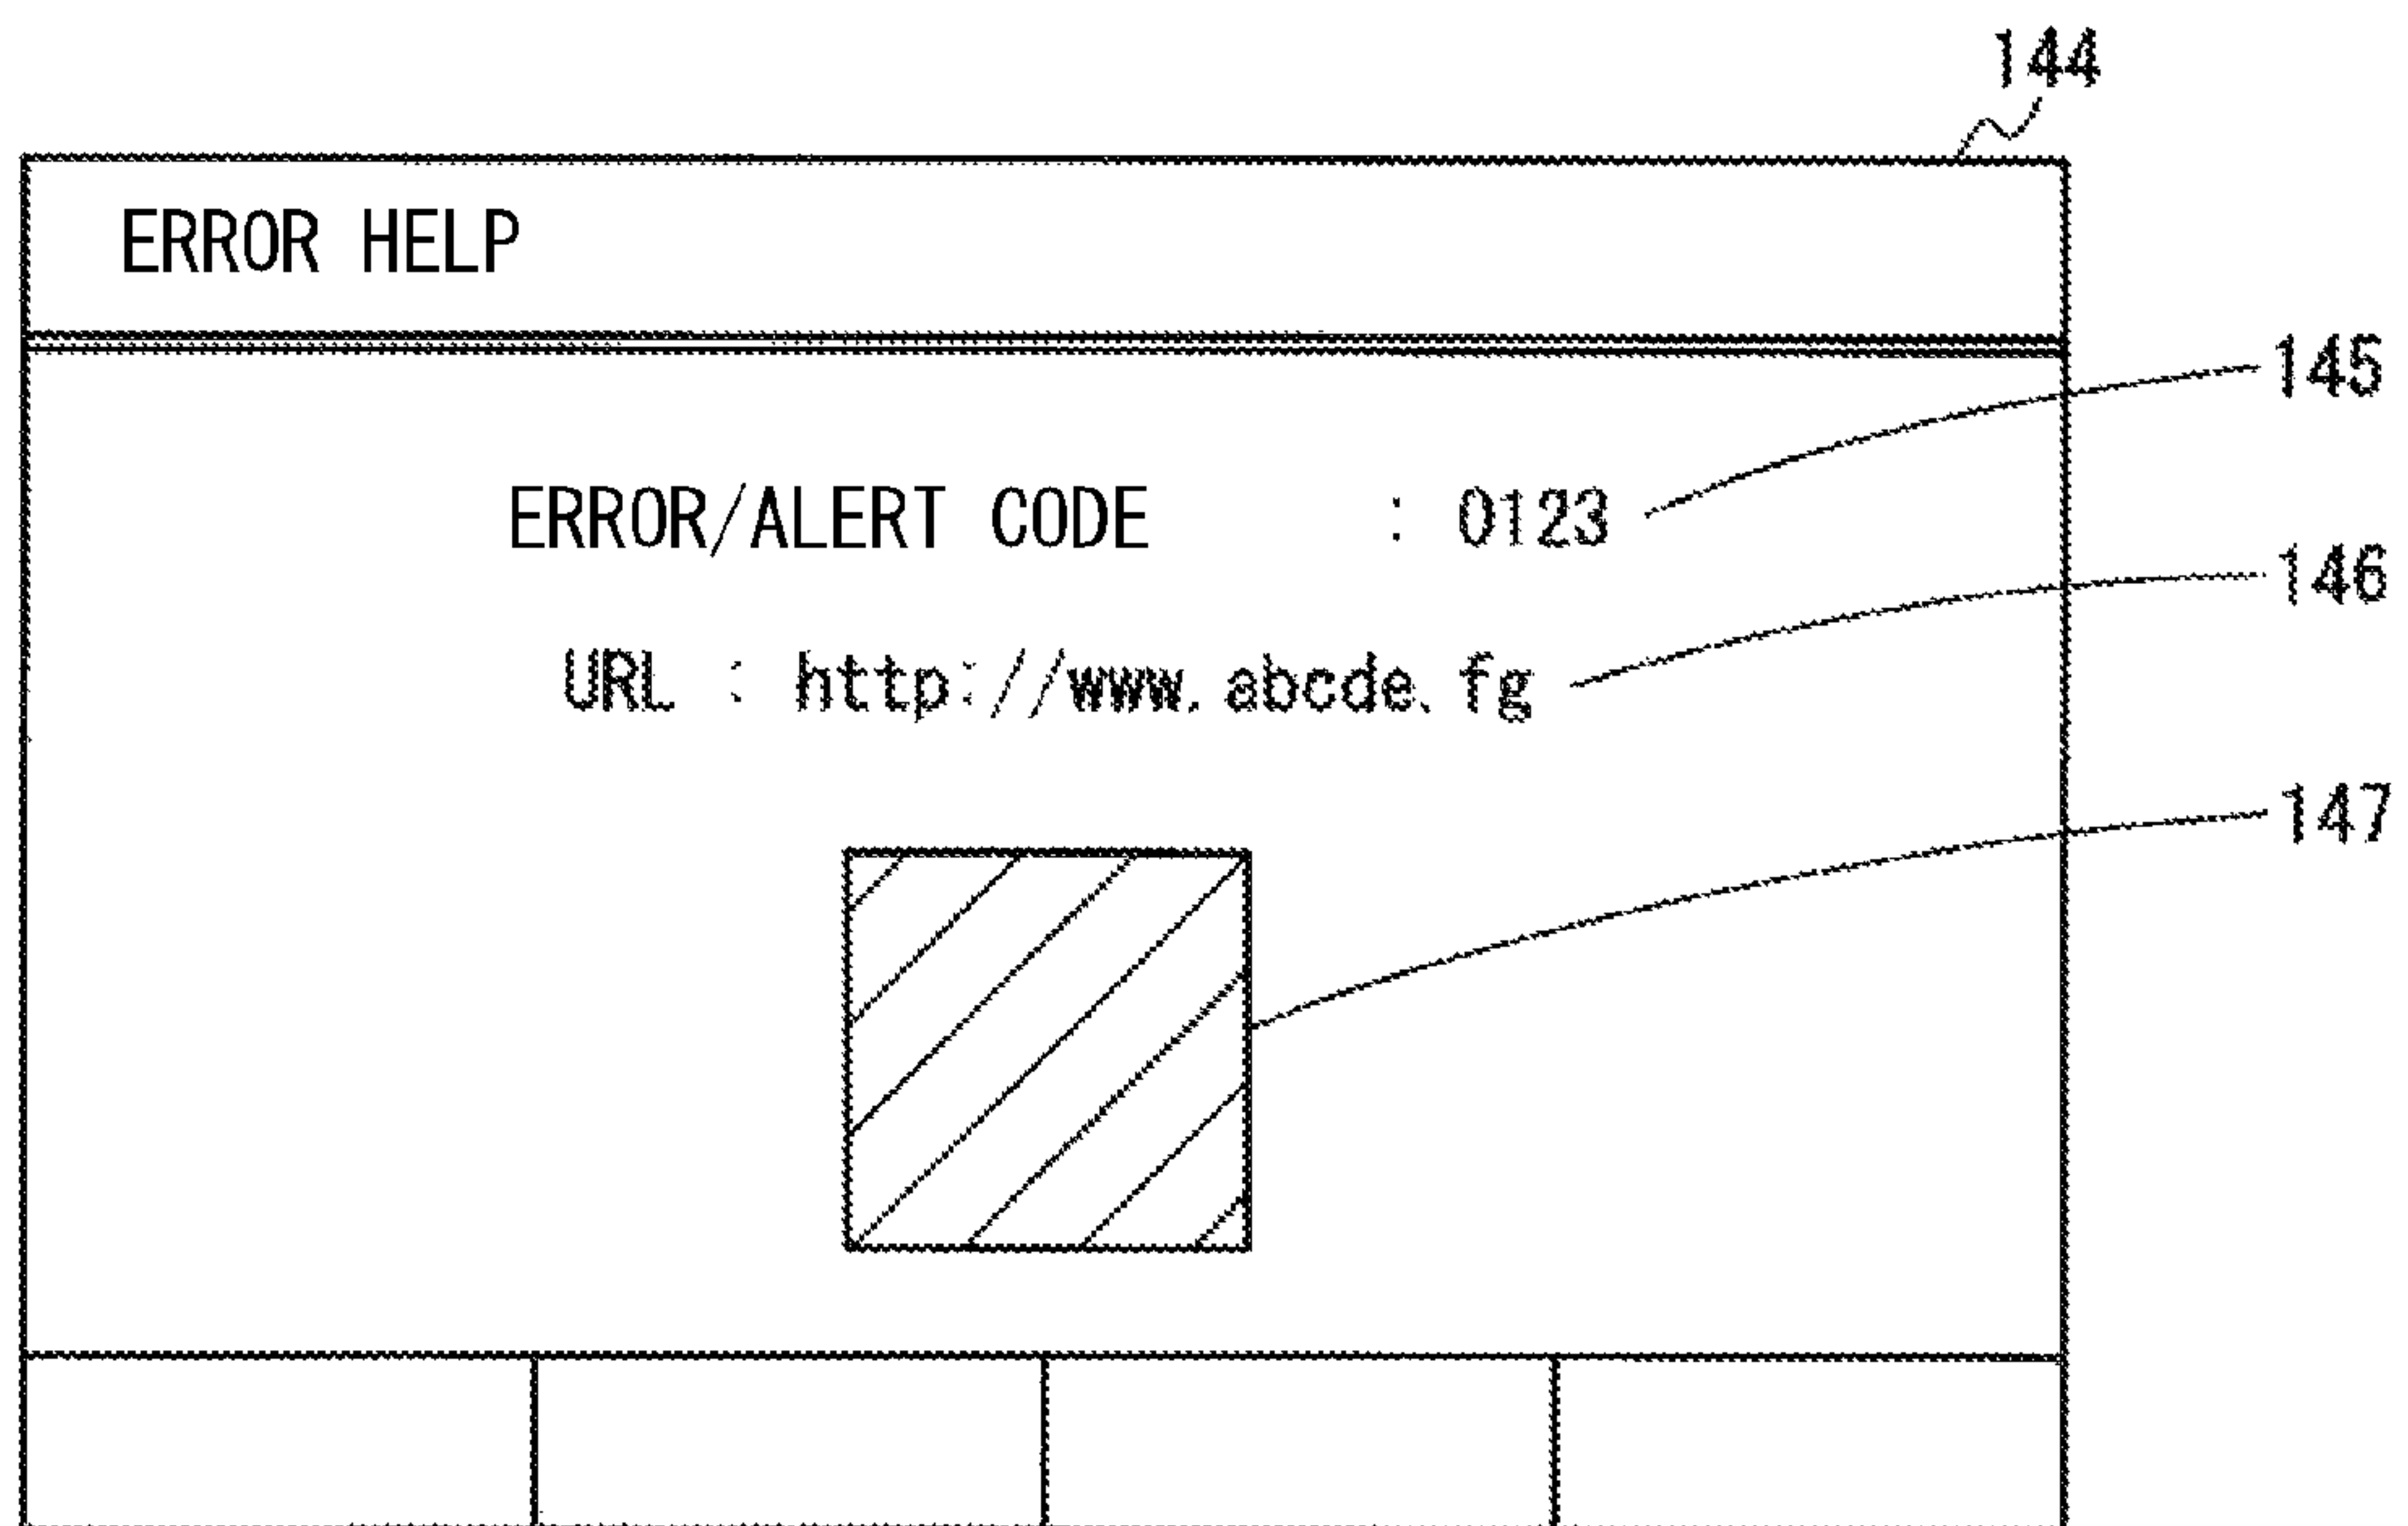 144
ERROR HELP
145
ERROR/ALERT CODE : 0123
146
URL : http://www.abcde.fg
147